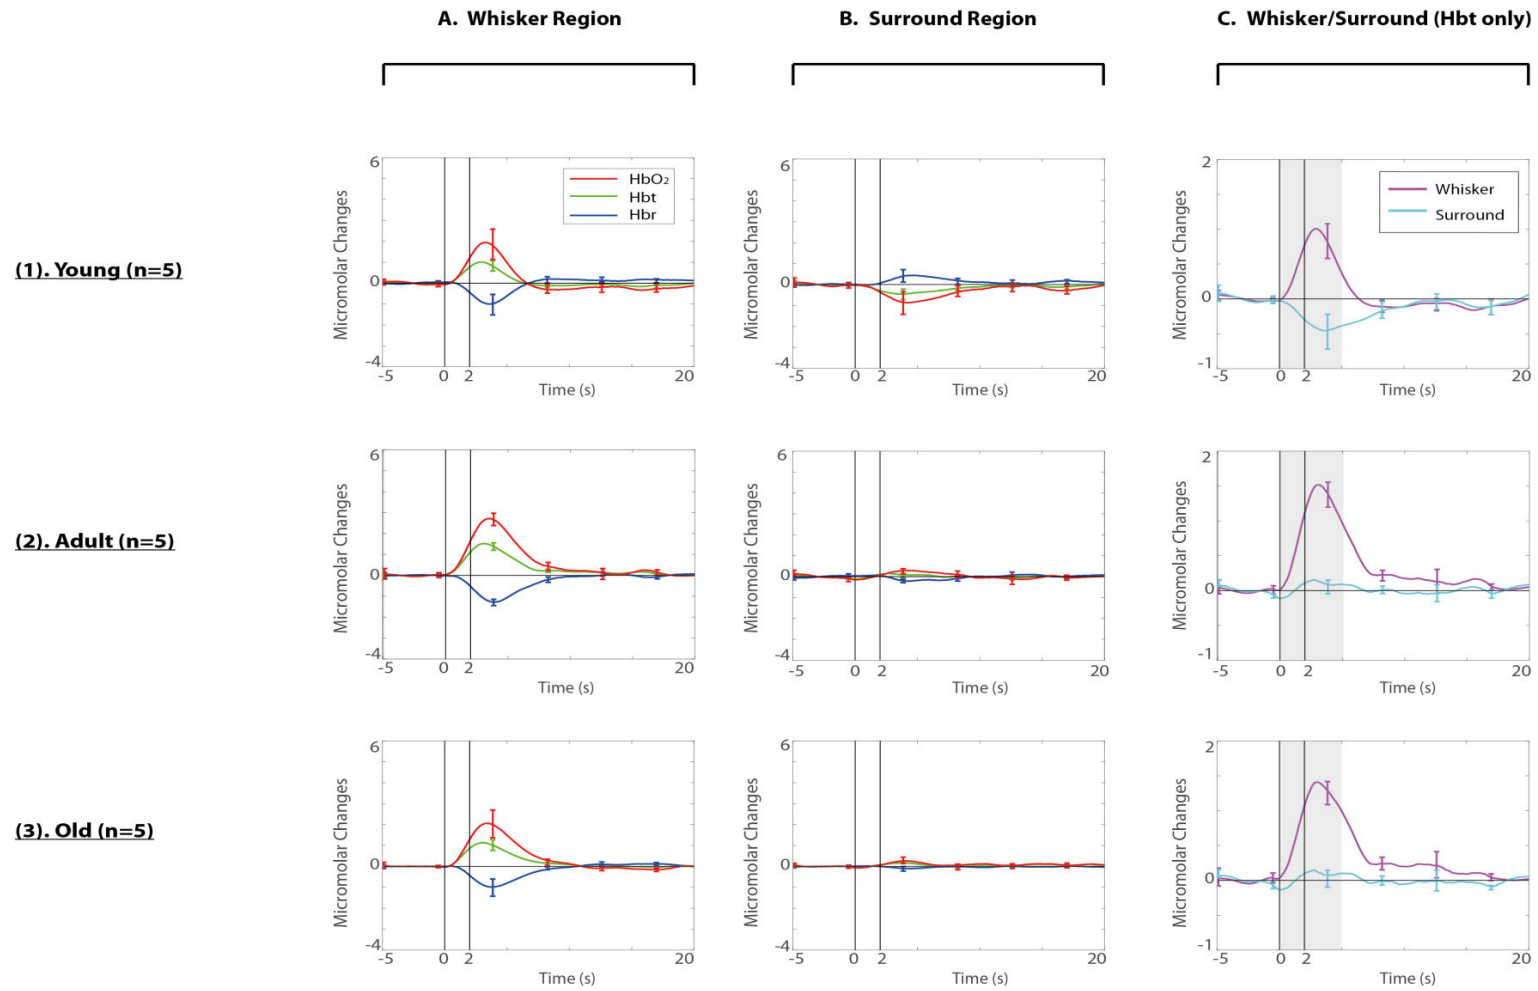 A. Whisker Region
B. Surround Region
C. Whisker/Surround (Hbt only)
(1). Young (n=5)
Micromolar Changes
6
0
-4
-5
0
2
20
Time (s)
HbO₂
Hbt
Hbr
Micromolar Changes
6
0
-4
-5
0
2
20
Time (s)
Micromolar Changes
2
1
0
-1
-5
0
2
20
Time (s)
Whisker
Surround
(2). Adult (n=5)
Micromolar Changes
6
0
-4
-5
0
2
20
Time (s)
Micromolar Changes
6
0
-4
-5
0
2
20
Time (s)
Micromolar Changes
2
0
-1
-5
0
2
20
Time (s)
(3). Old (n=5)
Micromolar Changes
6
0
-4
-5
0
2
20
Time (s)
Micromolar Changes
6
0
-4
-5
0
2
20
Time (s)
Micromolar Changes
2
0
-1
-5
0
2
20
Time (s)